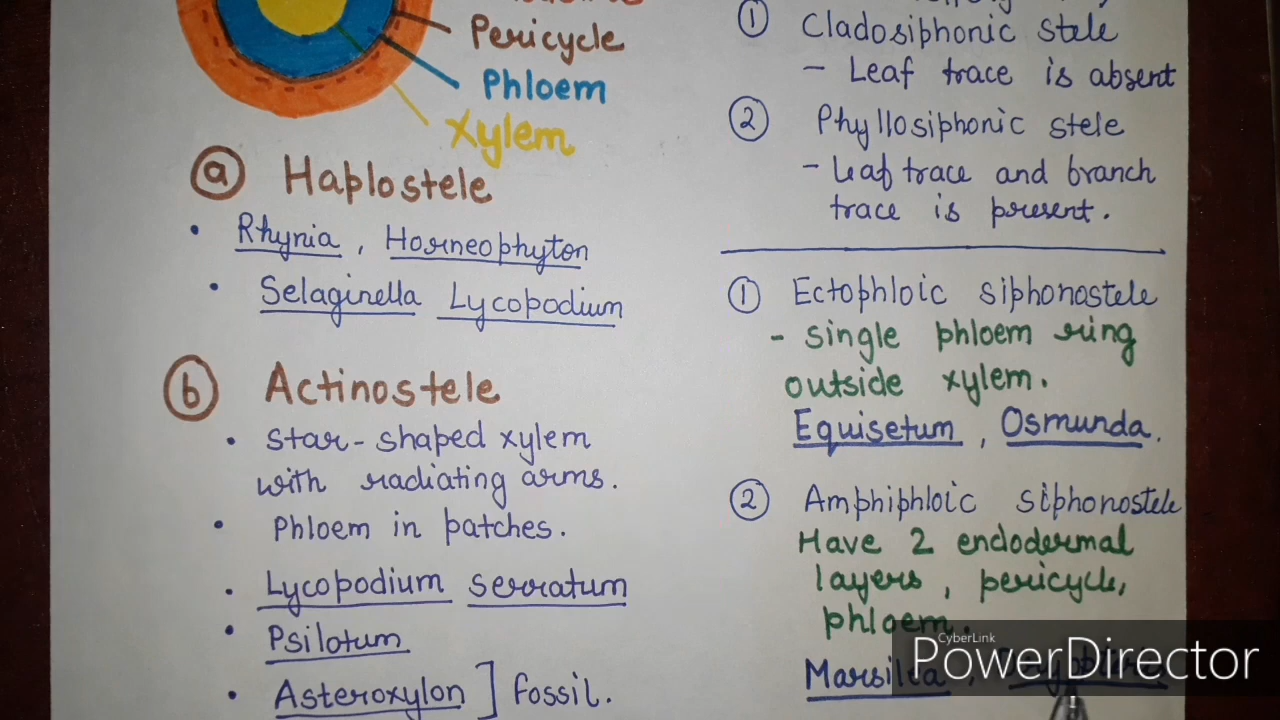 Pericycle
Phloem
Xylem
a Haplostele
• Rhynia, Horneophyton
• Selaginella Lycopodium
b Actinostele
• Star-shaped xylem
with radiating arms.
• Phloem in patches.
• Lycopodium serratum
• Psilotum
• Asteroxylon ] fossil.
1 Cladosiphonic stele
- Leaf trace is absent
2 Phyllosiphonic stele
- Leaf trace and branch
trace is present.
1 Ectophloic siphonostele
- single phloem ring
outside xylem.
Equisetum, Osmunda.
2 Amphiphloic siphonostele
Have 2 endodermal
layers, pericycle,
phloem.
Marsilea,
CyberLink
PowerDirector